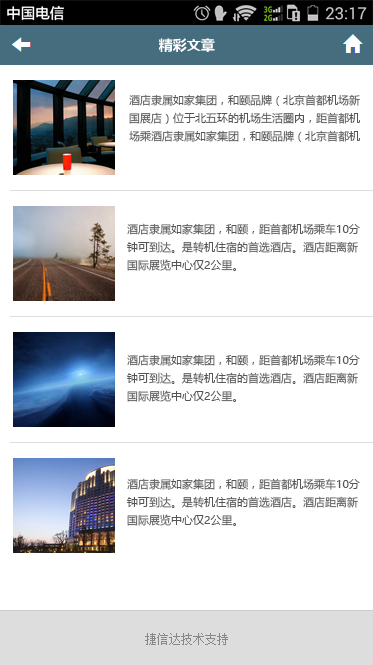 中国电信
3G
2G
23:17
精彩文章
酒店隶属如家集团，和颐品牌（北京首都机场新
国展店）位于北五环的机场生活圈内，距首都机
场乘酒店隶属如家集团，和颐品牌（北京首都机
酒店隶属如家集团，和颐，距首都机场乘车10分
钟可到达。是转机住宿的首选酒店。酒店距离新
国际展览中心仅2公里。
酒店隶属如家集团，和颐，距首都机场乘车10分
钟可到达。是转机住宿的首选酒店。酒店距离新
国际展览中心仅2公里。
酒店隶属如家集团，和颐，距首都机场乘车10分
钟可到达。是转机住宿的首选酒店。酒店距离新
国际展览中心仅2公里。
捷信达技术支持